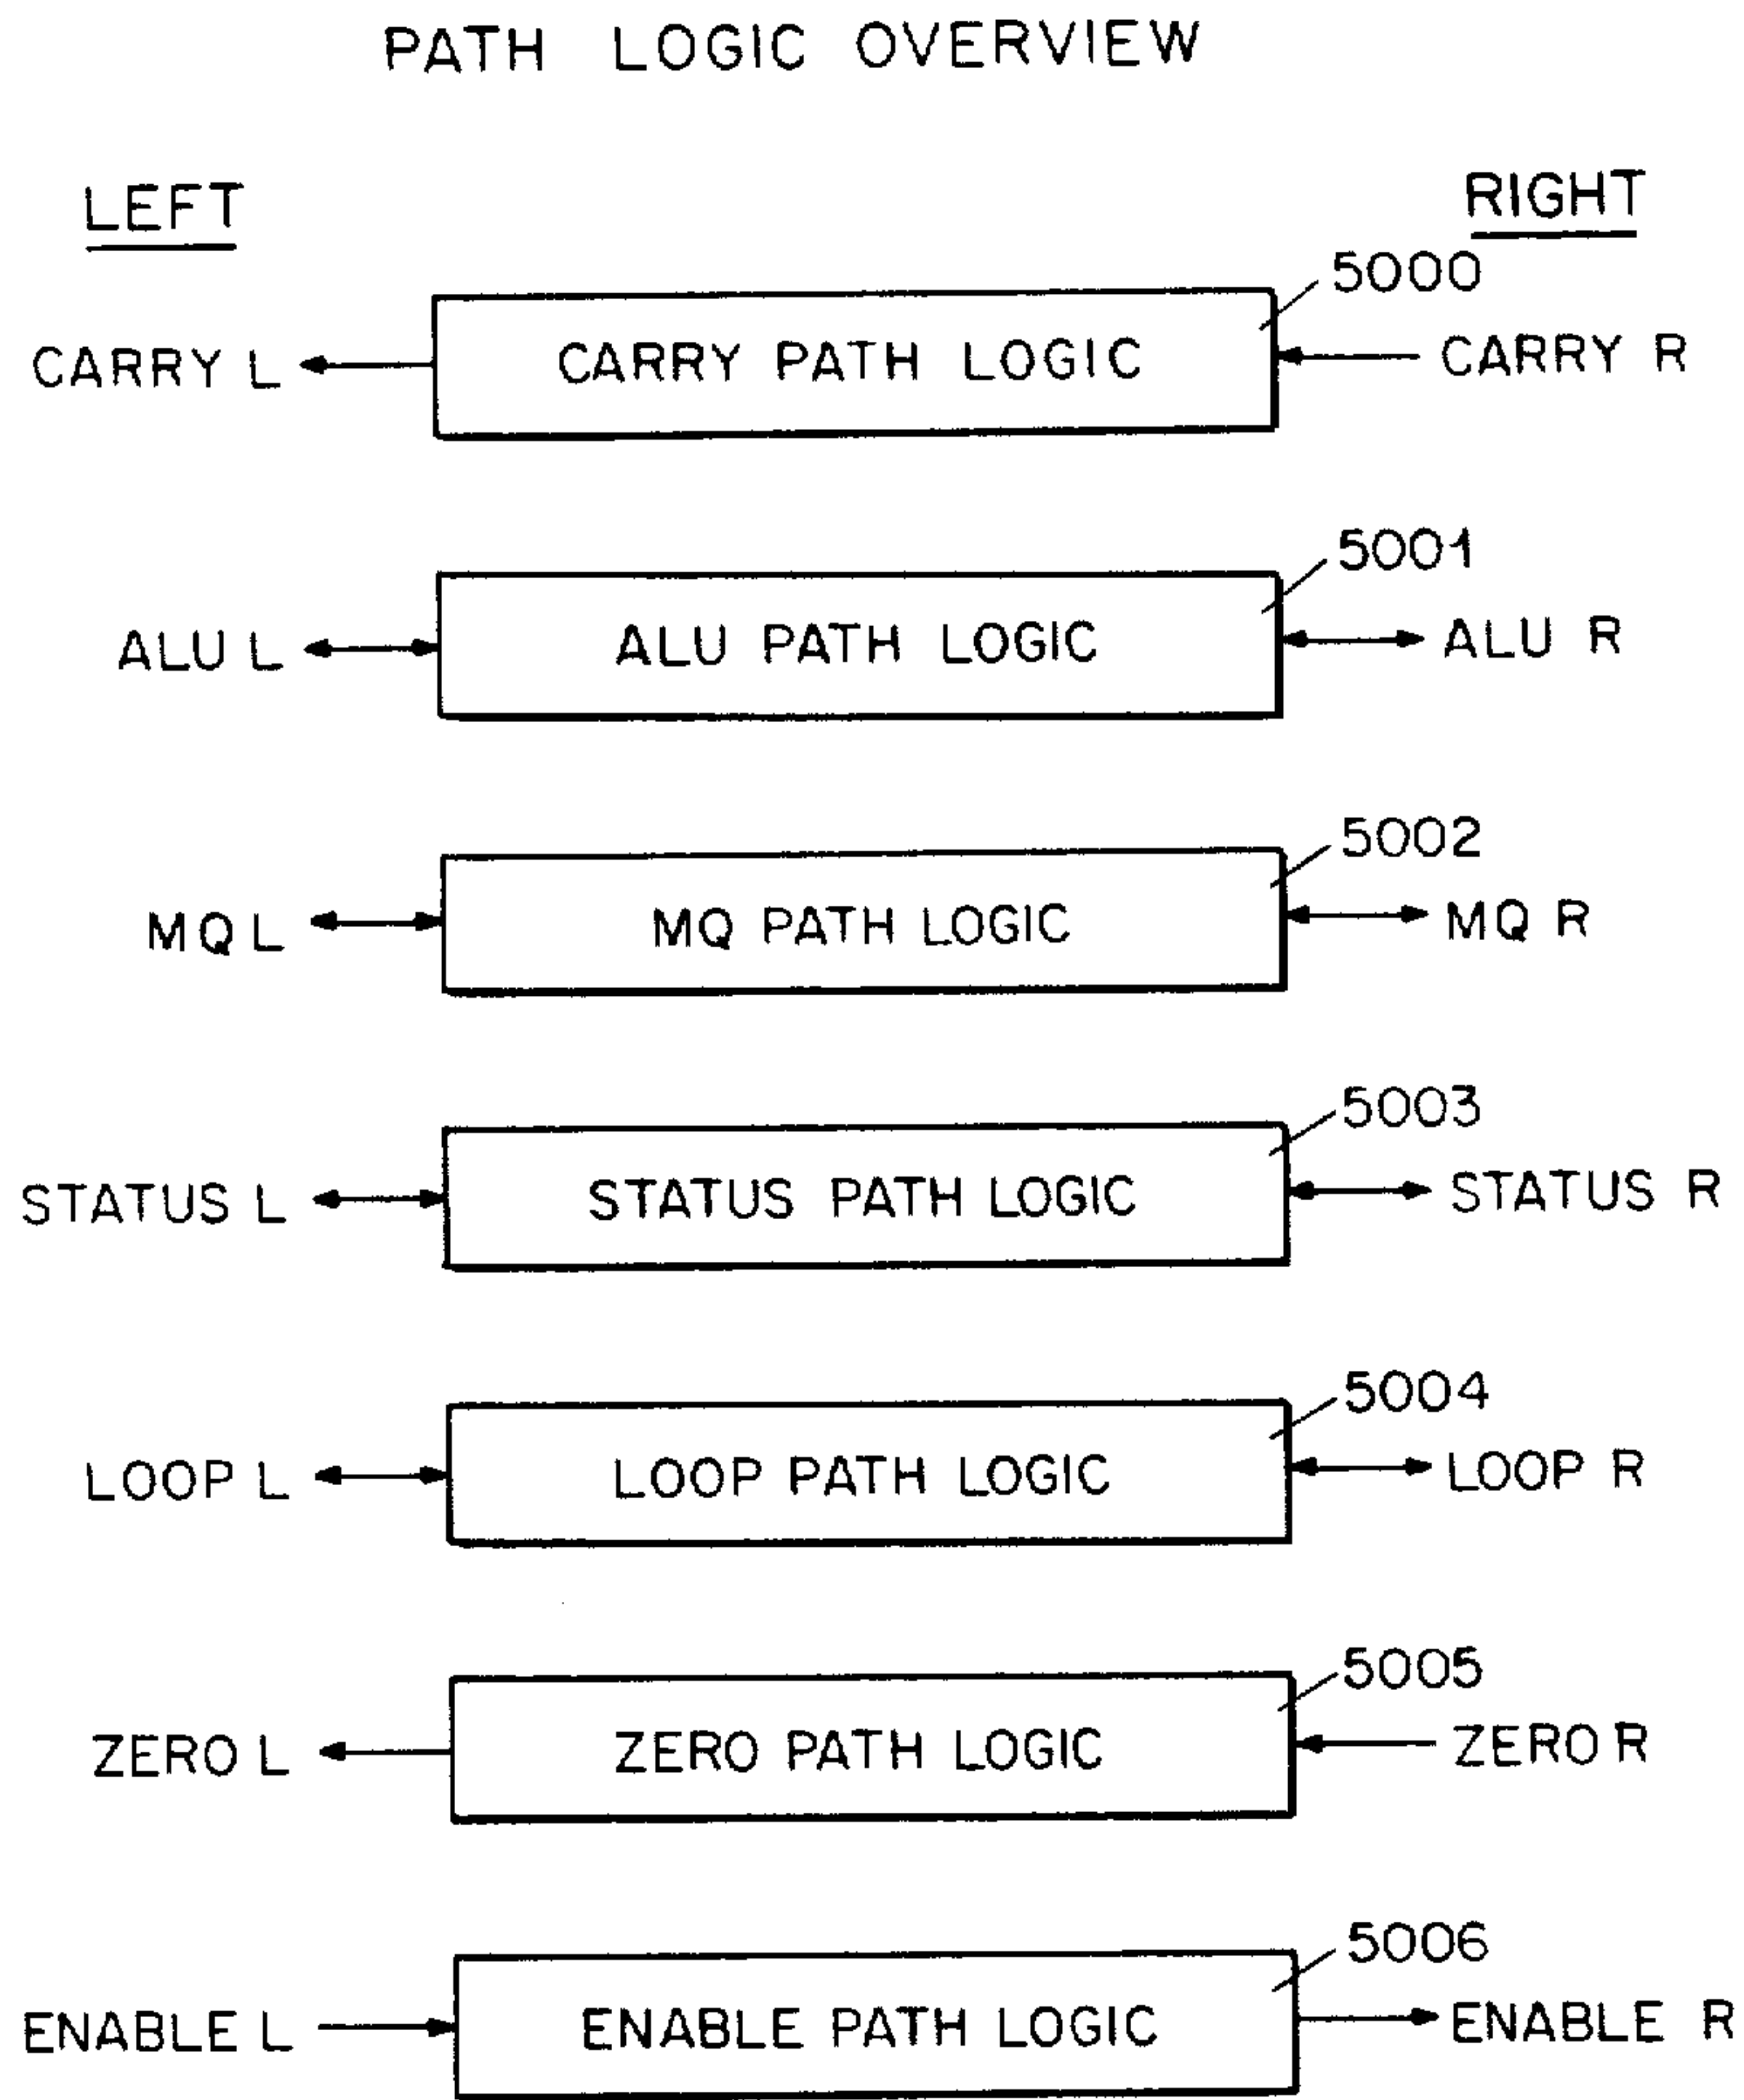 PATH LOGIC OVERVIEW
LEFT
RIGHT
5000
CARRY L
CARRY PATH LOGIC
CARRY R
5001
ALU L
ALU PATH LOGIC
ALU R
5002
MQ L
MQ PATH LOGIC
MQ R
5003
STATUS L
STATUS PATH LOGIC
STATUS R
5004
LOOP L
LOOP PATH LOGIC
LOOP R
5005
ZERO L
ZERO PATH LOGIC
ZERO R
5006
ENABLE L
ENABLE PATH LOGIC
ENABLE R